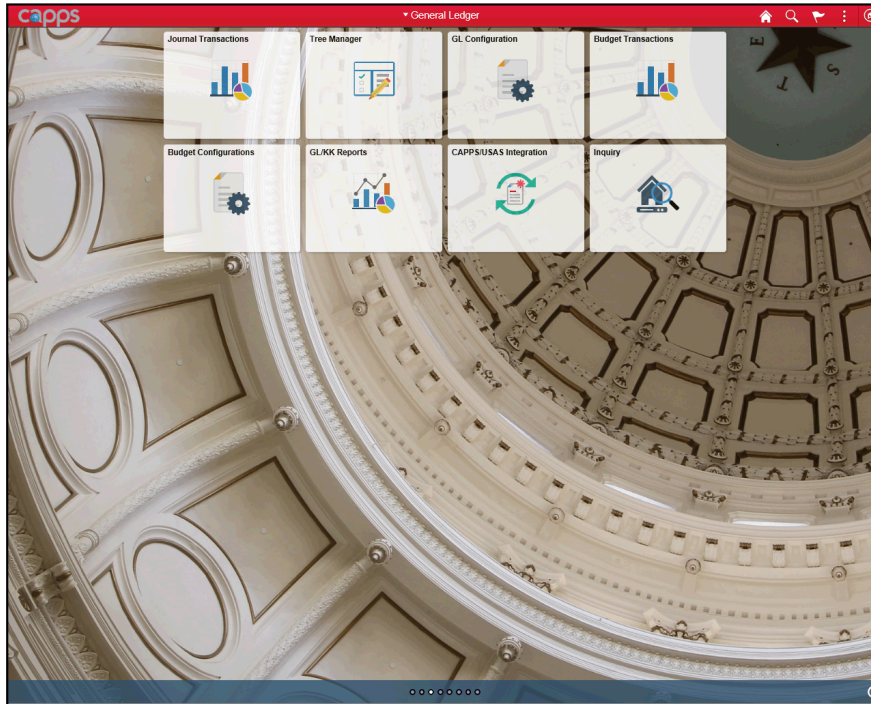 capps
General Ledger
Journal Transactions
Tree Manager
GL Configuration
Budget Transactions
Budget Configurations
GL/KK Reports
CAPPS/USAS Integration
Inquiry
E
T
S